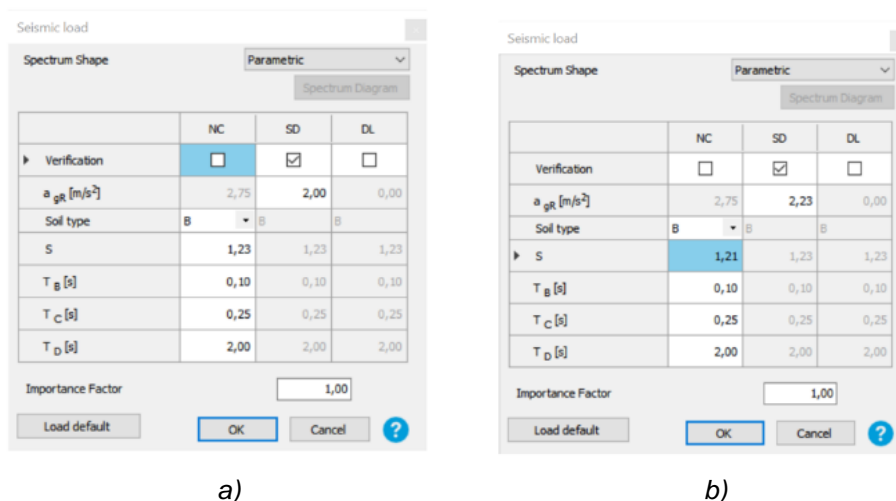 Seismic load
Spectrum Shape Parametric
Spectrum Diagram
NC SD DL
Verification
a gR [m/s²] 2,75 2,00 0,00
Soil type B B B
S 1,23 1,23 1,23
T B [s] 0,10 0,10 0,10
T C [s] 0,25 0,25 0,25
T D [s] 2,00 2,00 2,00
Importance Factor 1,00
Load default OK Cancel ?
a)
Seismic load
Spectrum Shape Parametric
Spectrum Diagram
NC SD DL
Verification
a gR [m/s²] 2,75 2,23 0,00
Soil type B B B
S 1,21 1,23 1,23
T B [s] 0,10 0,10 0,10
T C [s] 0,25 0,25 0,25
T D [s] 2,00 2,00 2,00
Importance Factor 1,00
Load default OK Cancel ?
b)